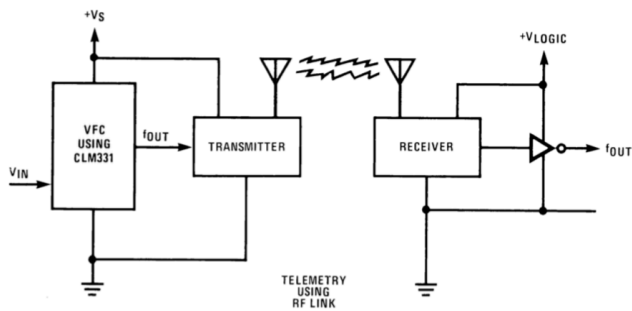 +VS
+VLOGIC
VFC
USING
CLM331
fOUT
TRANSMITTER
RECEIVER
fOUT
VIN
TELEMETRY
USING
RF LINK